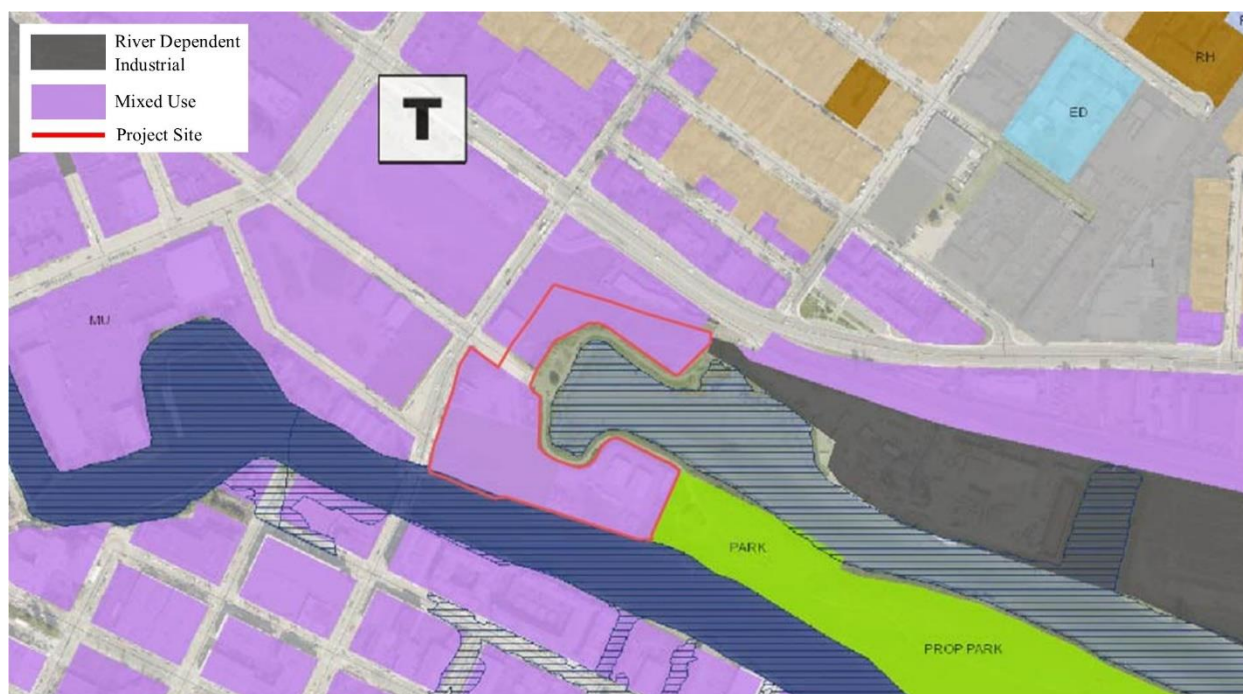 River Dependent
Industrial
Mixed Use
Project Site
T
RH
ED
I
MU
PARK
PROP PARK